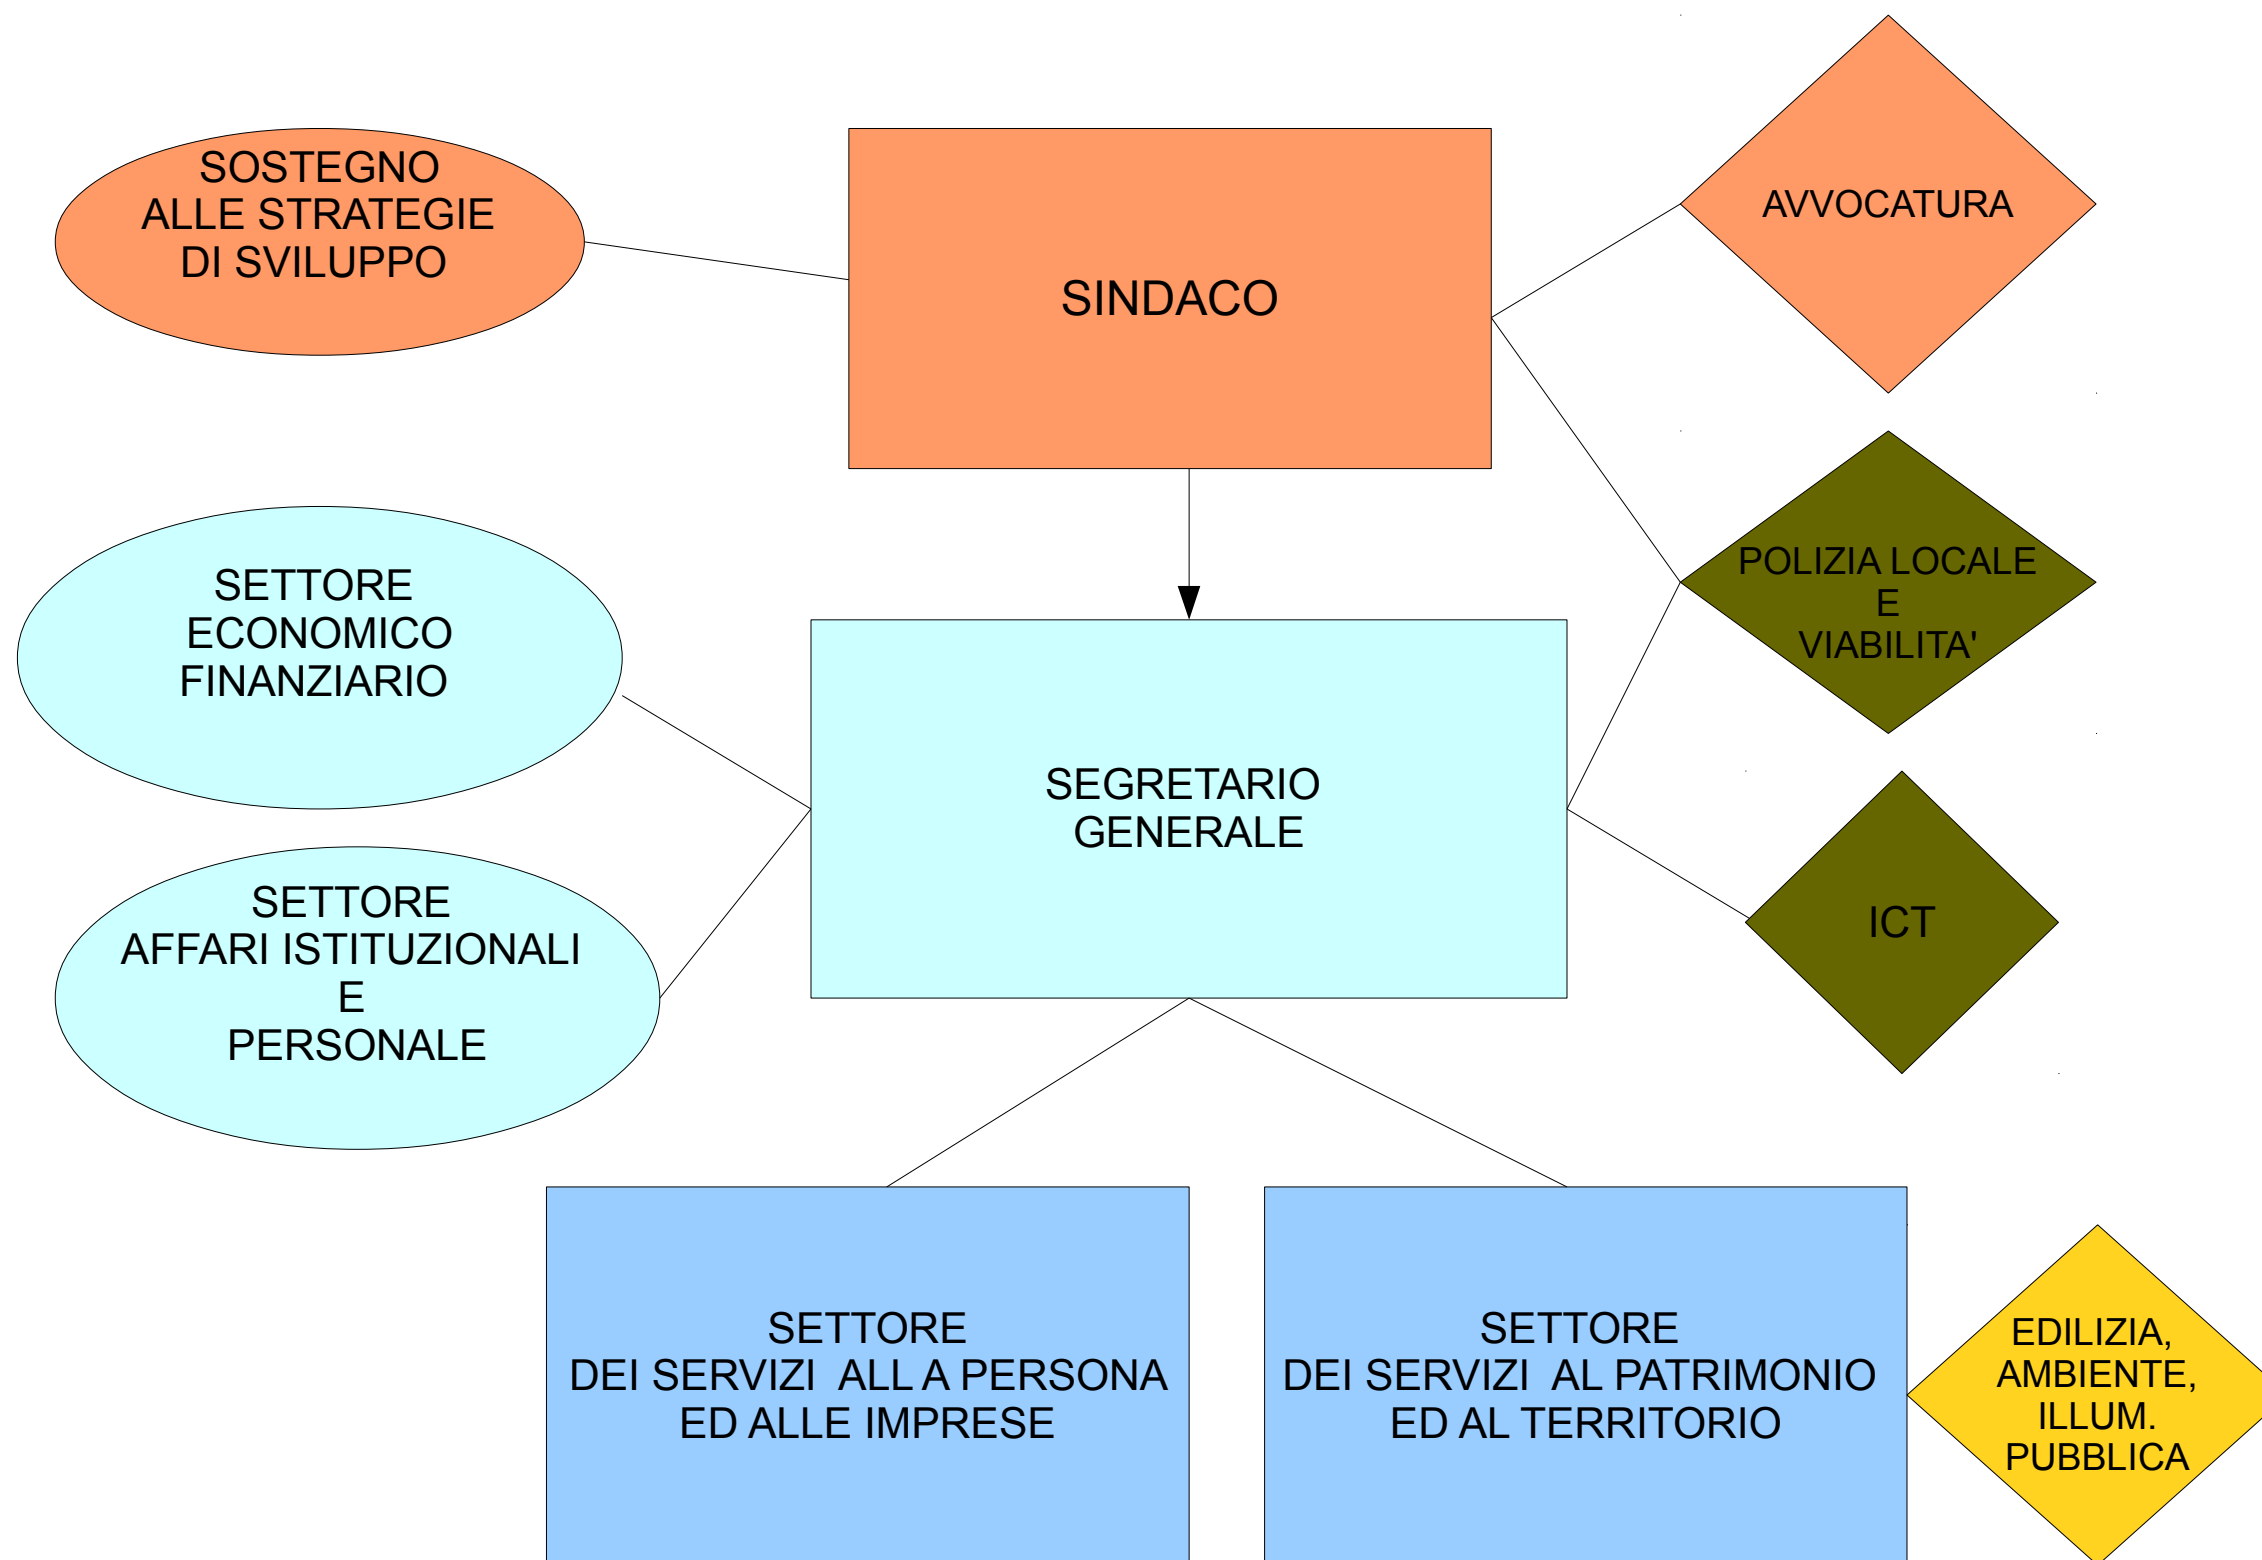 SOSTEGNO
ALLE STRATEGIE
DI SVILUPPO
SINDACO
AVVOCATURA
SETTORE
ECONOMICO
FINANZIARIO
POLIZIA LOCALE
E
VIABILITA'
SEGRETARIO
GENERALE
SETTORE
AFFARI ISTITUZIONALI
E
PERSONALE
ICT
SETTORE
DEI SERVIZI ALL A PERSONA
ED ALLE IMPRESE
SETTORE
DEI SERVIZI AL PATRIMONIO
ED AL TERRITORIO
EDILIZIA,
AMBIENTE,
ILLUM.
PUBBLICA